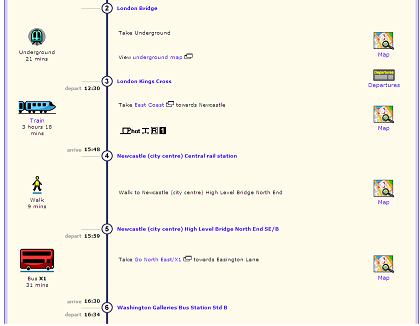 2 London Bridge
Take Underground
Underground
21 mins
View underground map
Map
3 London Kings Cross
Departures
depart 12:30
Departures
Take East Coast towards Newcastle
Train
3 hours 18
mins
Map
hot
1
arrive 15:48
4 Newcastle (city centre) Central rail station
Walk to Newcastle (city centre) High Level Bridge North End
Walk
9 mins
Map
5 Newcastle (city centre) High Level Bridge North End SE/B
depart 15:59
Take Go North East/X1 towards Easington Lane
Bus X1
31 mins
Map
arrive 16:30
6 Washington Galleries Bus Station Std B
depart 16:34